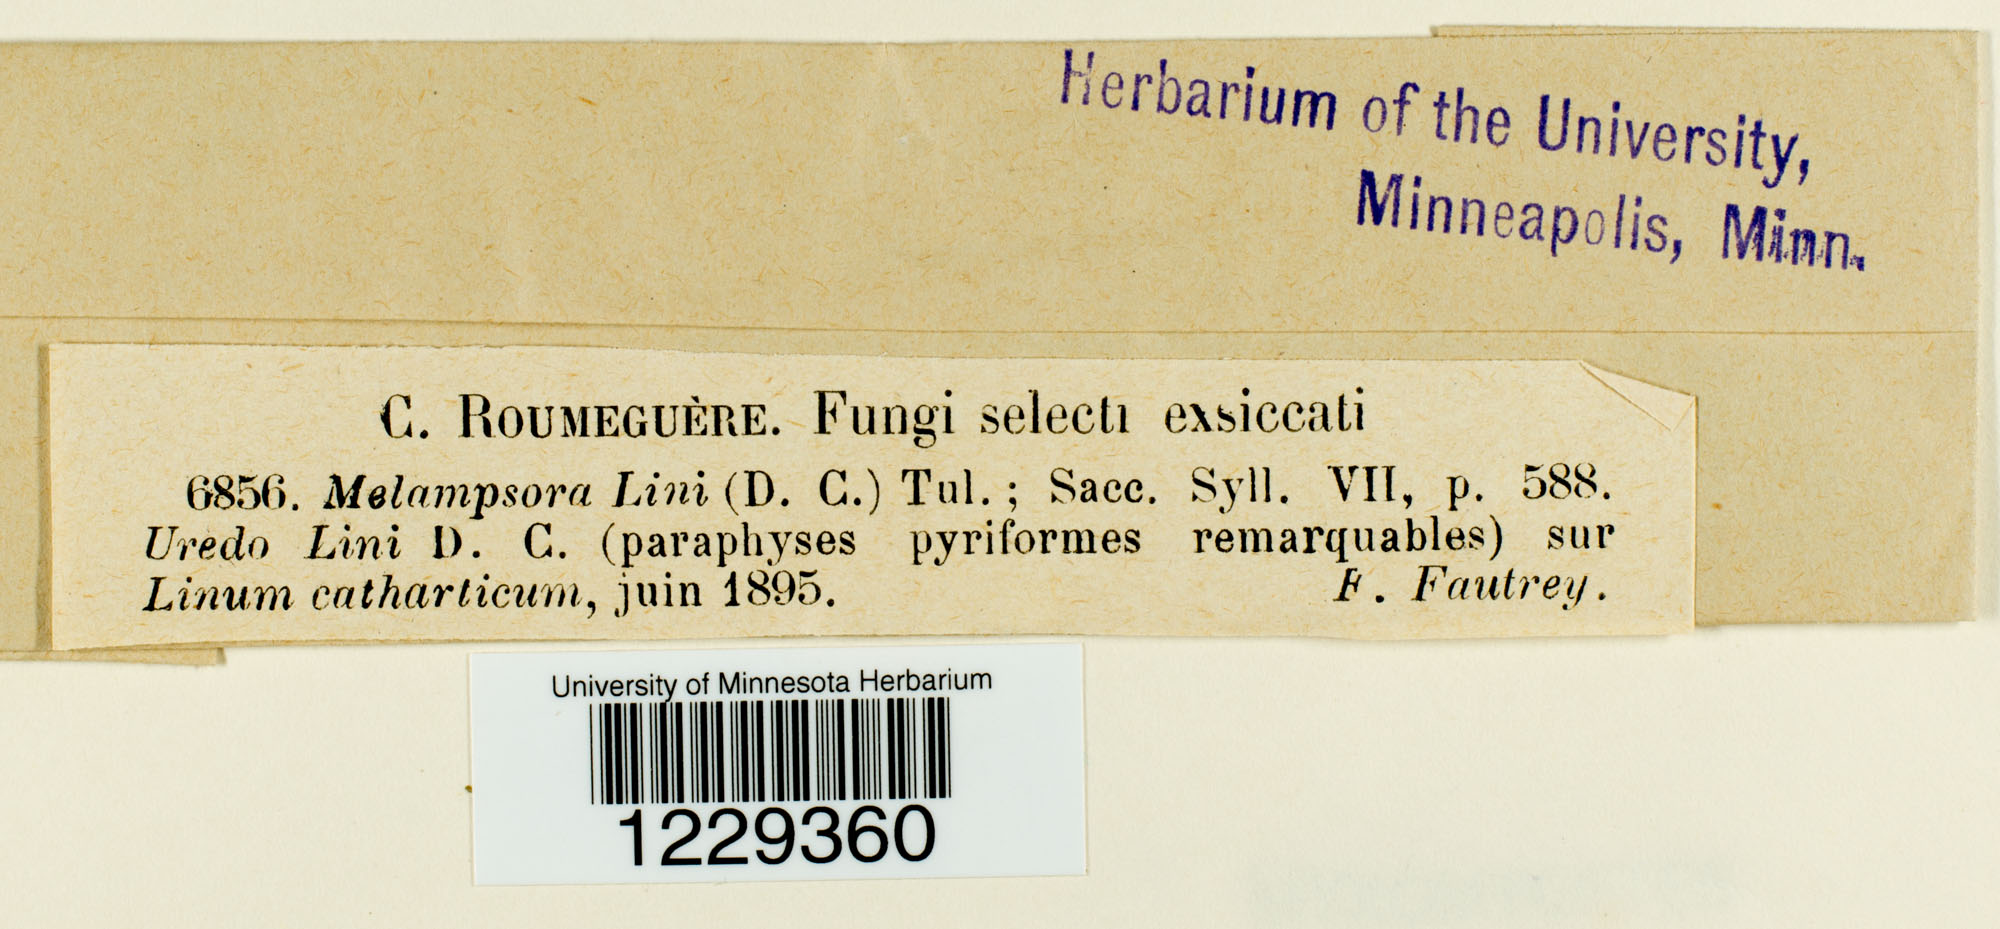 Herbarium of the University,
Minneapolis, Minn.
C. ROUMEGUÈRE. Fungi selecti exsiccati
6856. Melampsora Lini (D. C.) Tul. ; Sacc. Syll. VII, p. 588.
Uredo Lini D. C. (paraphyses pyriformes remarquables) sur
Linum catharticum, juin 1895. F. Fautrey.
University of Minnesota Herbarium
1229360